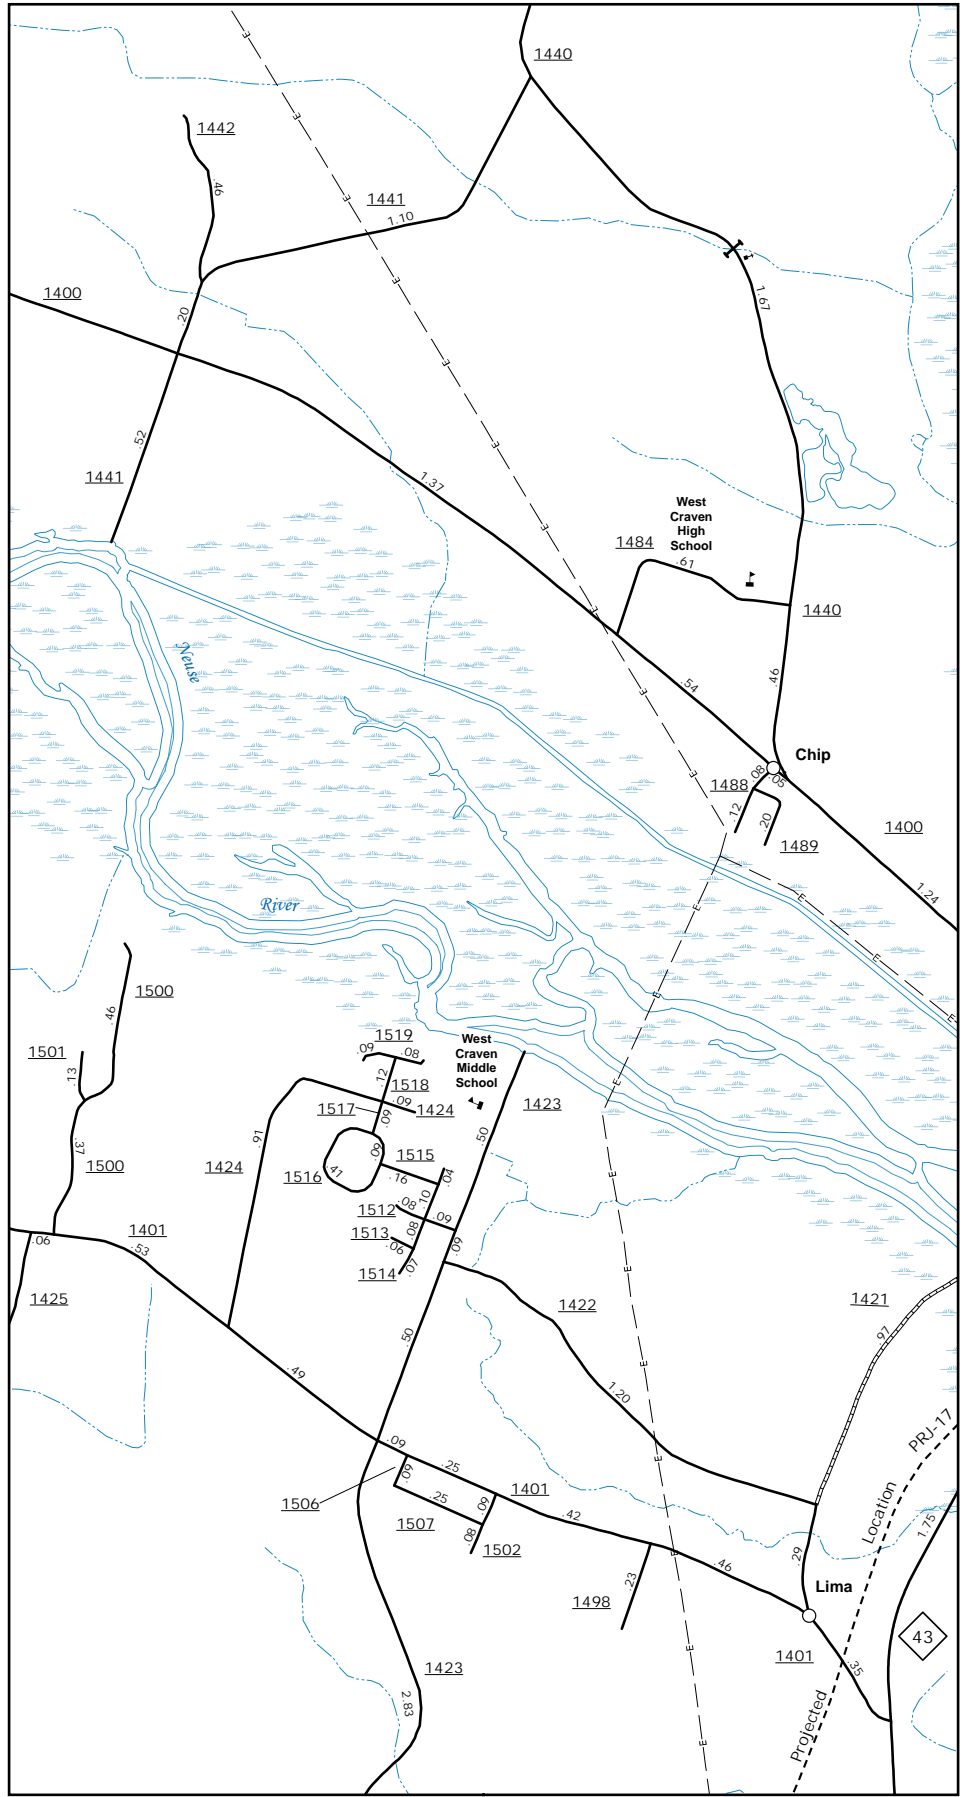 E
1440
E
1442
.46
1441
1.10
E
E
1.67
1400
.20
E
.52
1441
E
1.37
West
Craven
High
School
E
1484
.61
E
1440
Neuse
.54
.46
E
Chip
E
1488
.08
.05
.12
.20
1489
1400
1.24
E
River
E
E
1500
E
E
.46
1519
.09
.08
West
Craven
Middle
School
1501
.13
.12
1518
E
.09
1517
1424
1423
.09
.91
.37
.50
1500
1424
.09
1515
1516
.41
.16
.04
E
.10
1512
.08
.09
1401
1513
.08
.06
.53
.06
.09
1514
.07
E
1425
1422
1421
.50
.97
E
.49
1.20
PRJ-17
.09
E
.25
.09
1401
1506
.25
.09
1507
.42
Location
1.75
.08
1502
E
.46
.29
.23
Lima
1498
43
E
1401
.35
1423
2.83
Projected
E